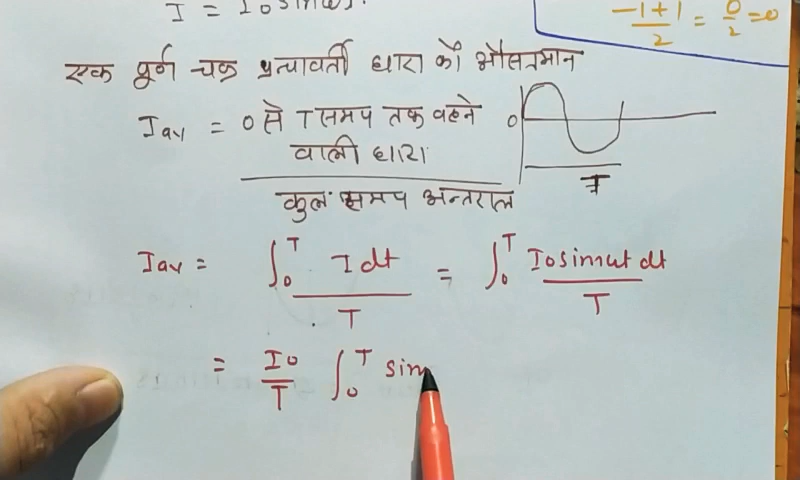 I = I0 sinωt.
-1+1/2 = 0/2 = 0
एक पूर्ण चक्र प्रत्यावर्ती धारा को औसतमान
Iav = 0 से T समय तक वहने
वाली धारा
कुल समय अन्तराल
0
T
Iav = ∫₀ᵀ I dt / T = ∫₀ᵀ I0 sinωt dt / T
= I0/T ∫₀ᵀ sin